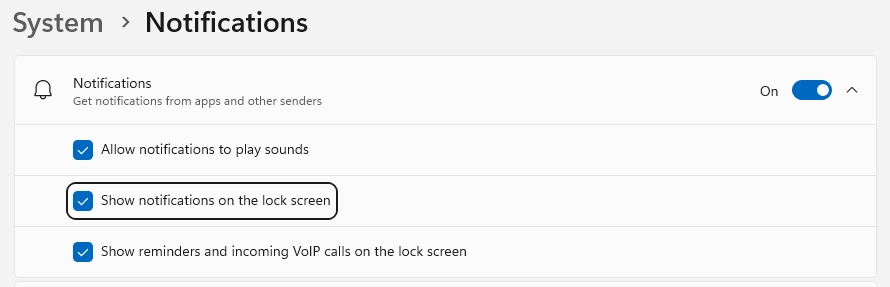 System > Notifications
Notifications
Get notifications from apps and other senders
On
Allow notifications to play sounds
Show notifications on the lock screen
Show reminders and incoming VoIP calls on the lock screen